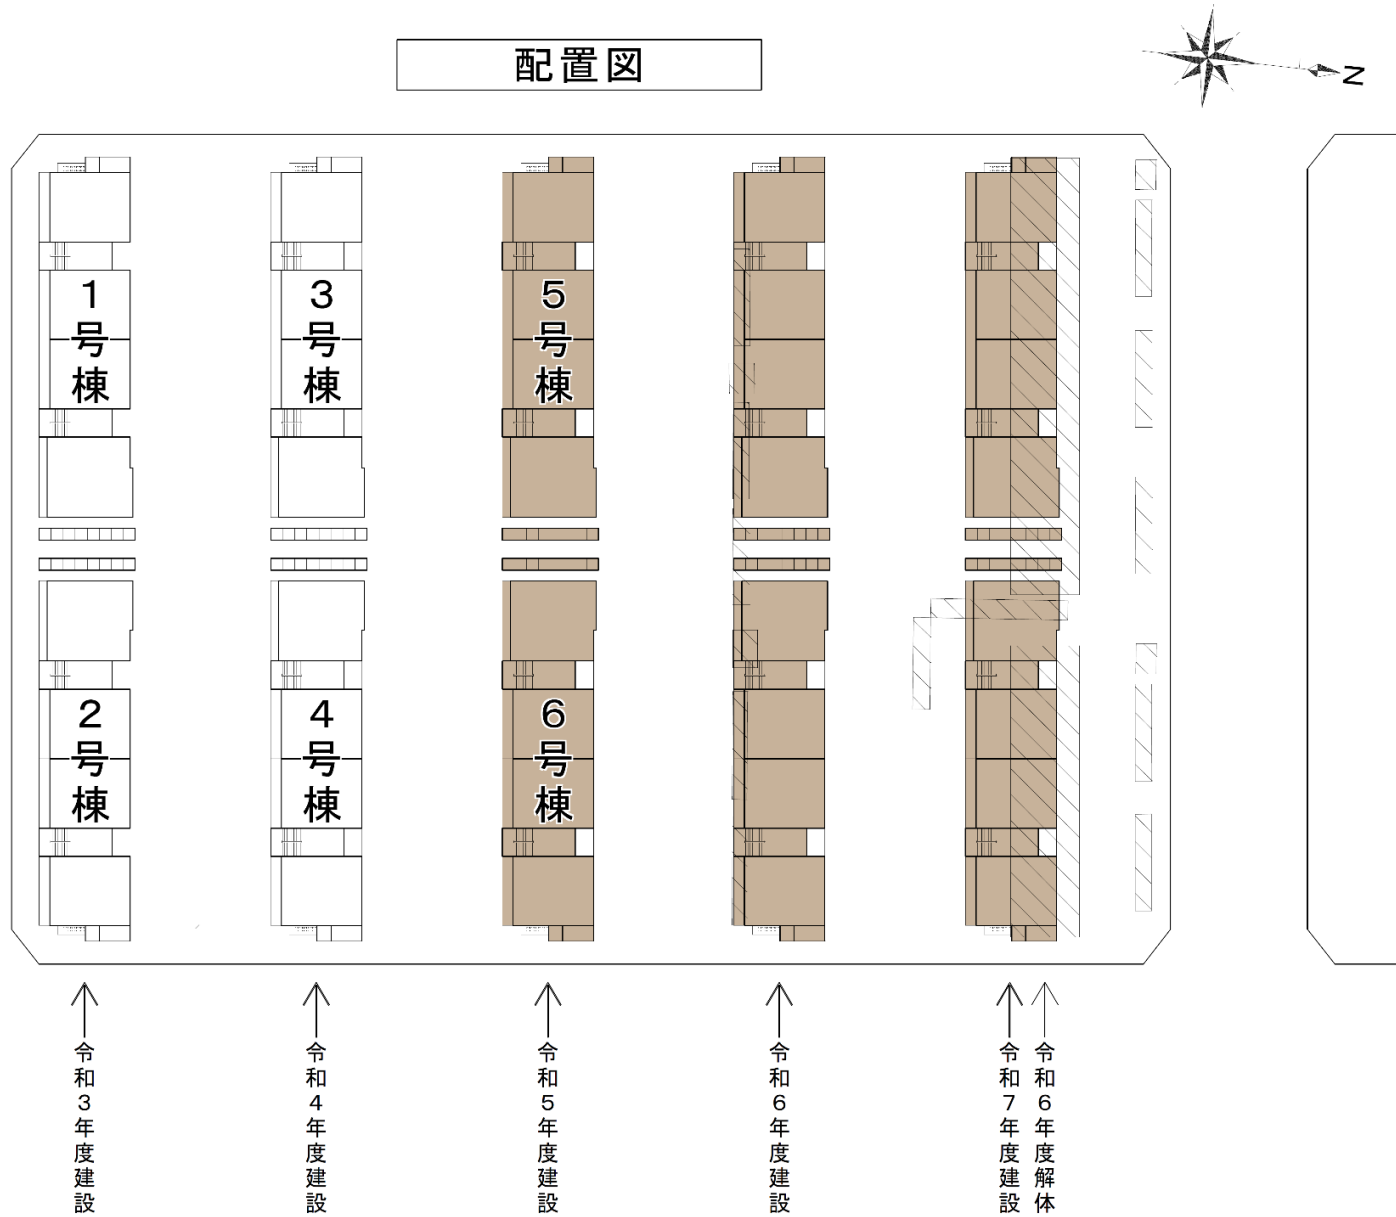 配置図
N
1号棟
3号棟
5号棟
2号棟
4号棟
6号棟
令和3年度建設
令和4年度建設
令和5年度建設
令和6年度建設
令和7年度建設
令和6年度解体